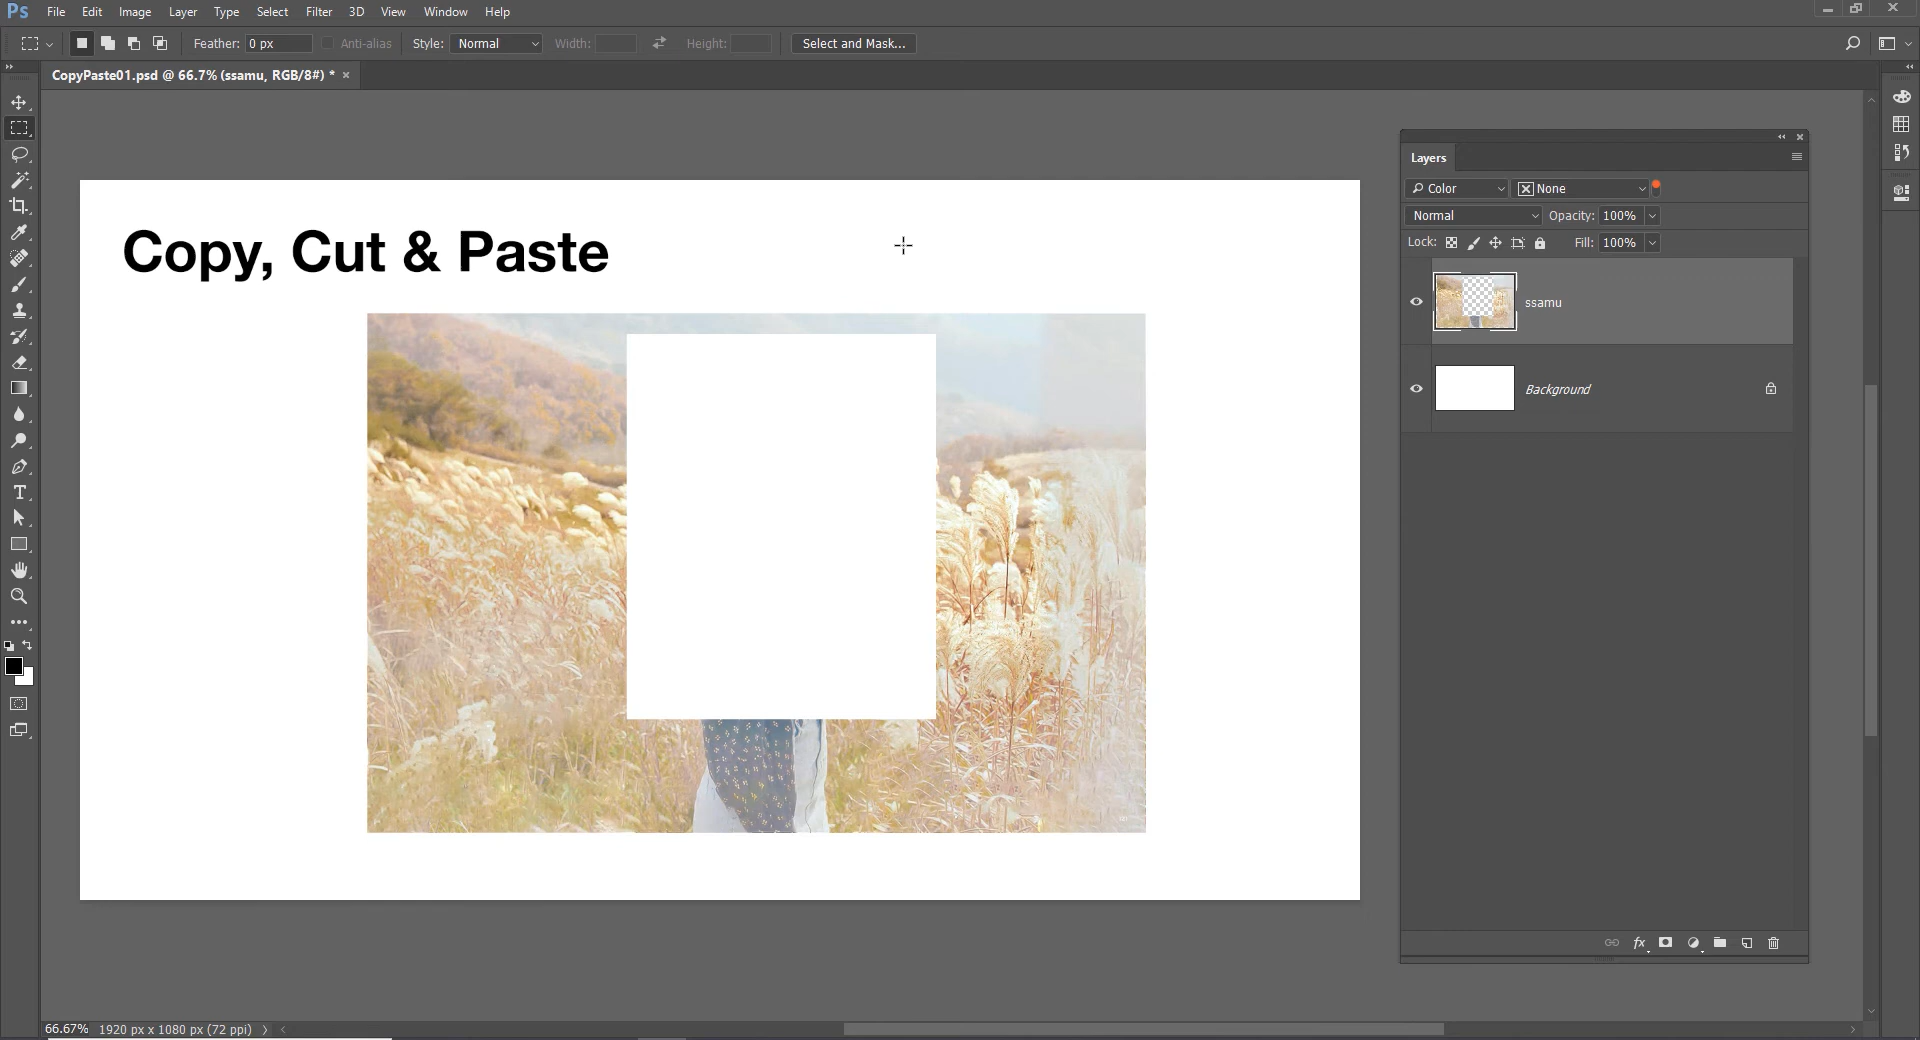 Ps File Edit Image Layer Type Select Filter 3D View Window Help
Feather: 0 px Anti-alias Style: Normal Width: Height: Select and Mask...
CopyPaste01.psd @ 66.7% (ssamu, RGB/8#) * ×
Copy, Cut & Paste
Layers
Color None
Normal Opacity: 100%
Lock: Fill: 100%
ssamu
Background
fx
66.67% 1920 px x 1080 px (72 ppi)